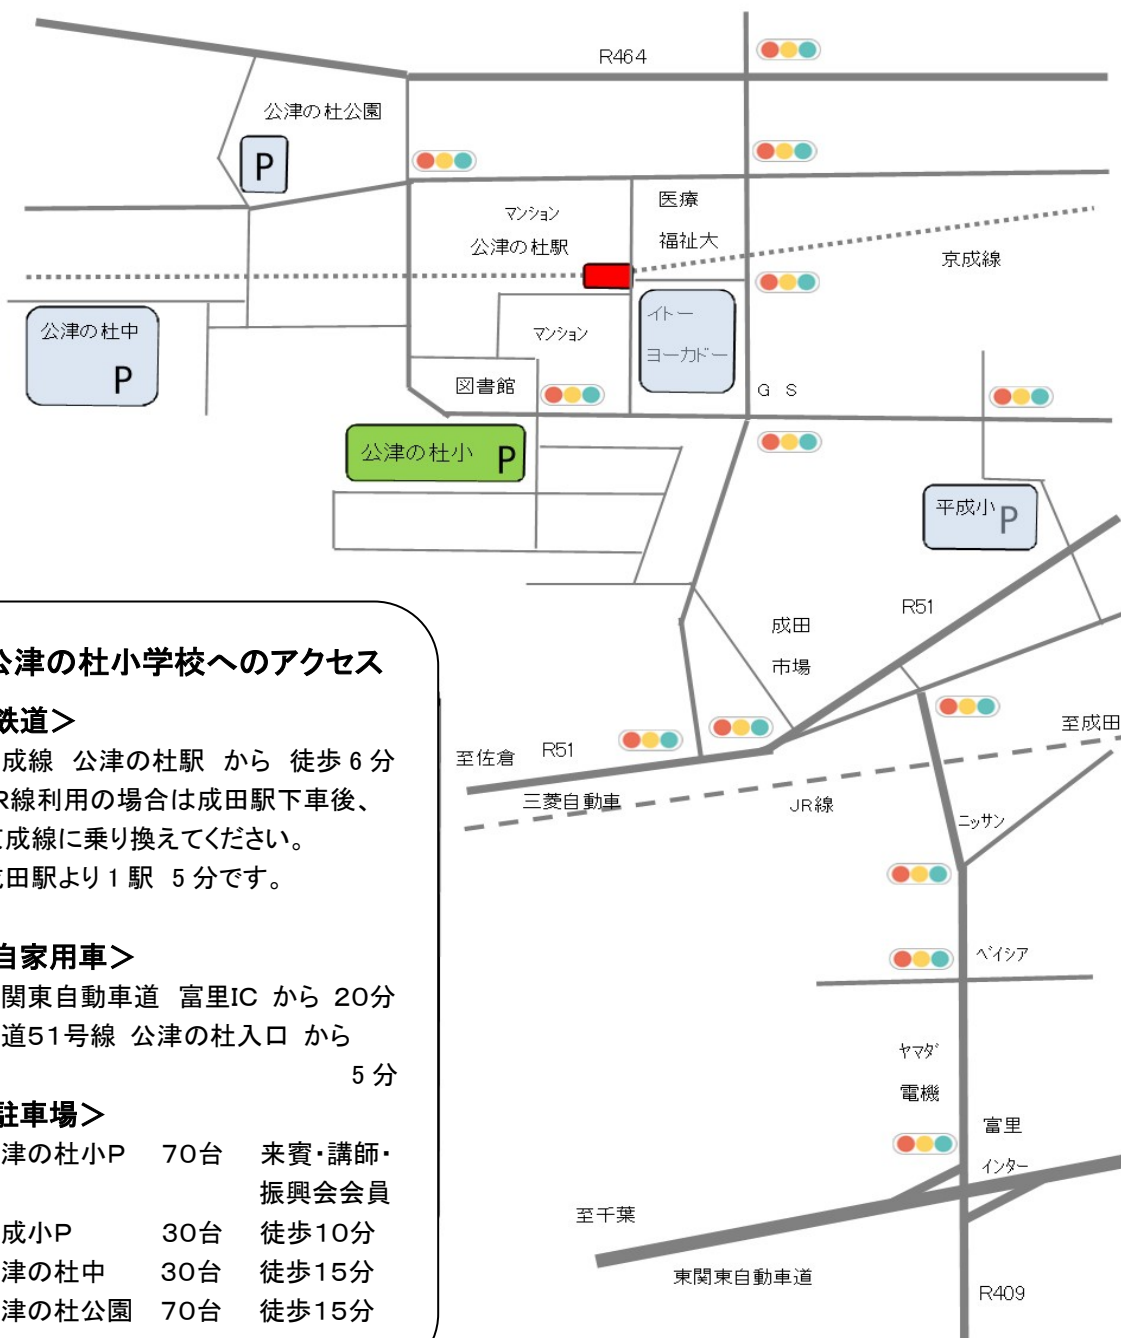 R464
公津の杜公園
P
マンション
医療
公津の杜駅
福祉大
京成線
公津の杜中
P
イトー
ヨーカドー
マンション
図書館
G S
公津の杜小 P
平成小 P
R51
成田
市場
至成田
至佐倉 R51
三菱自動車
JR線
ニッサン
ベイシア
ヤマダ
電機
富里
インター
至千葉
東関東自動車道
R409
公津の杜小学校へのアクセス
鉄道＞
成線 公津の杜駅 から 徒歩6分
R線利用の場合は成田駅下車後、
京成線に乗り換えてください。
成田駅より1駅 5分です。
自家用車＞
関東自動車道 富里IC から 20分
道51号線 公津の杜入口 から
5分
駐車場＞
津の杜小P 70台 来賓・講師・
振興会会員
成小P 30台 徒歩10分
津の杜中 30台 徒歩15分
津の杜公園 70台 徒歩15分